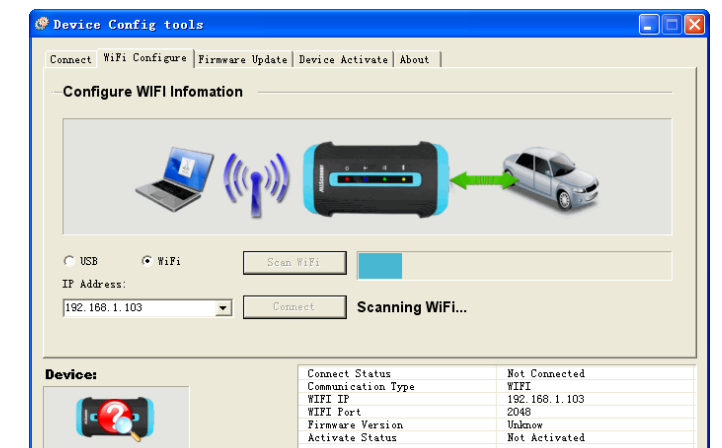 Device Config tools
Connect WiFi Configure Firmware Update Device Activate About
Configure WIFI Infomation
USB WiFi Scan WiFi
IP Address:
192.168.1.103 Connect Scanning WiFi...
Device:
Connect Status Not Connected
Communication Type WIFI
WIFI IP 192.168.1.103
WIFI Port 2048
Firmware Version Unknow
Activate Status Not Activated